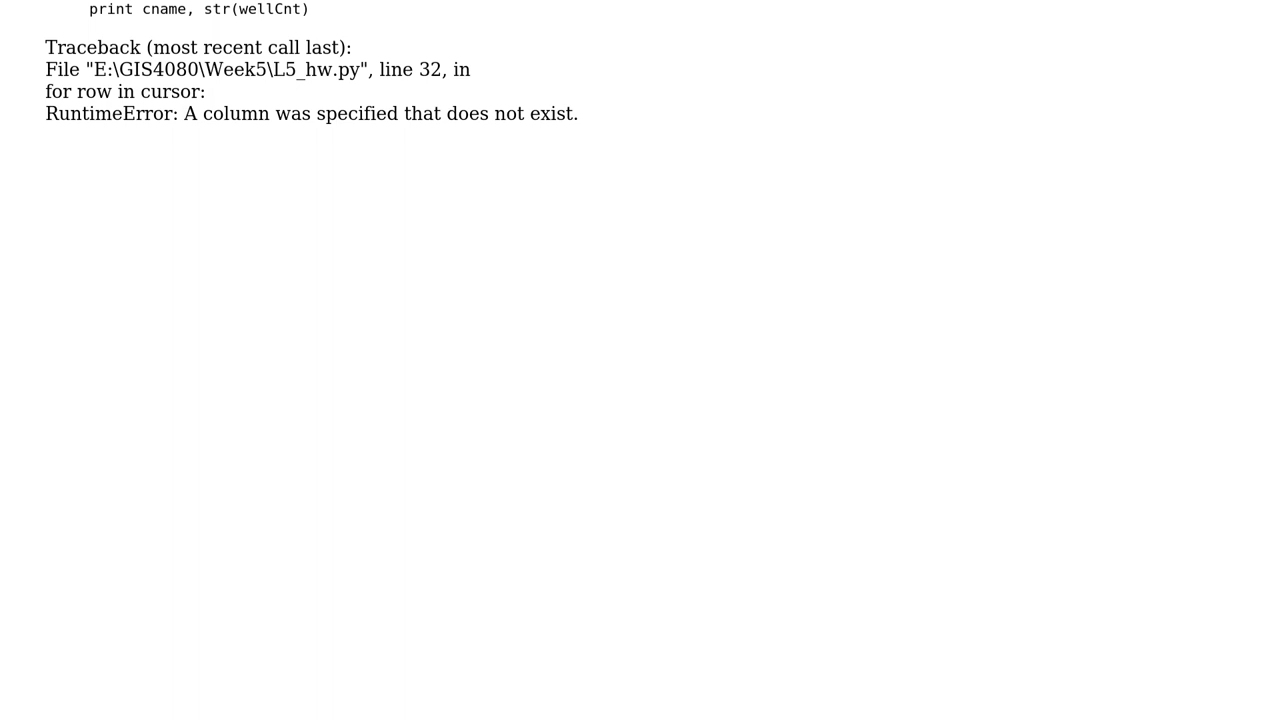 print cname, str(wellCnt)
Traceback (most recent call last):
File "E:\GIS4080\Week5\L5_hw.py", line 32, in
for row in cursor:
RuntimeError: A column was specified that does not exist.